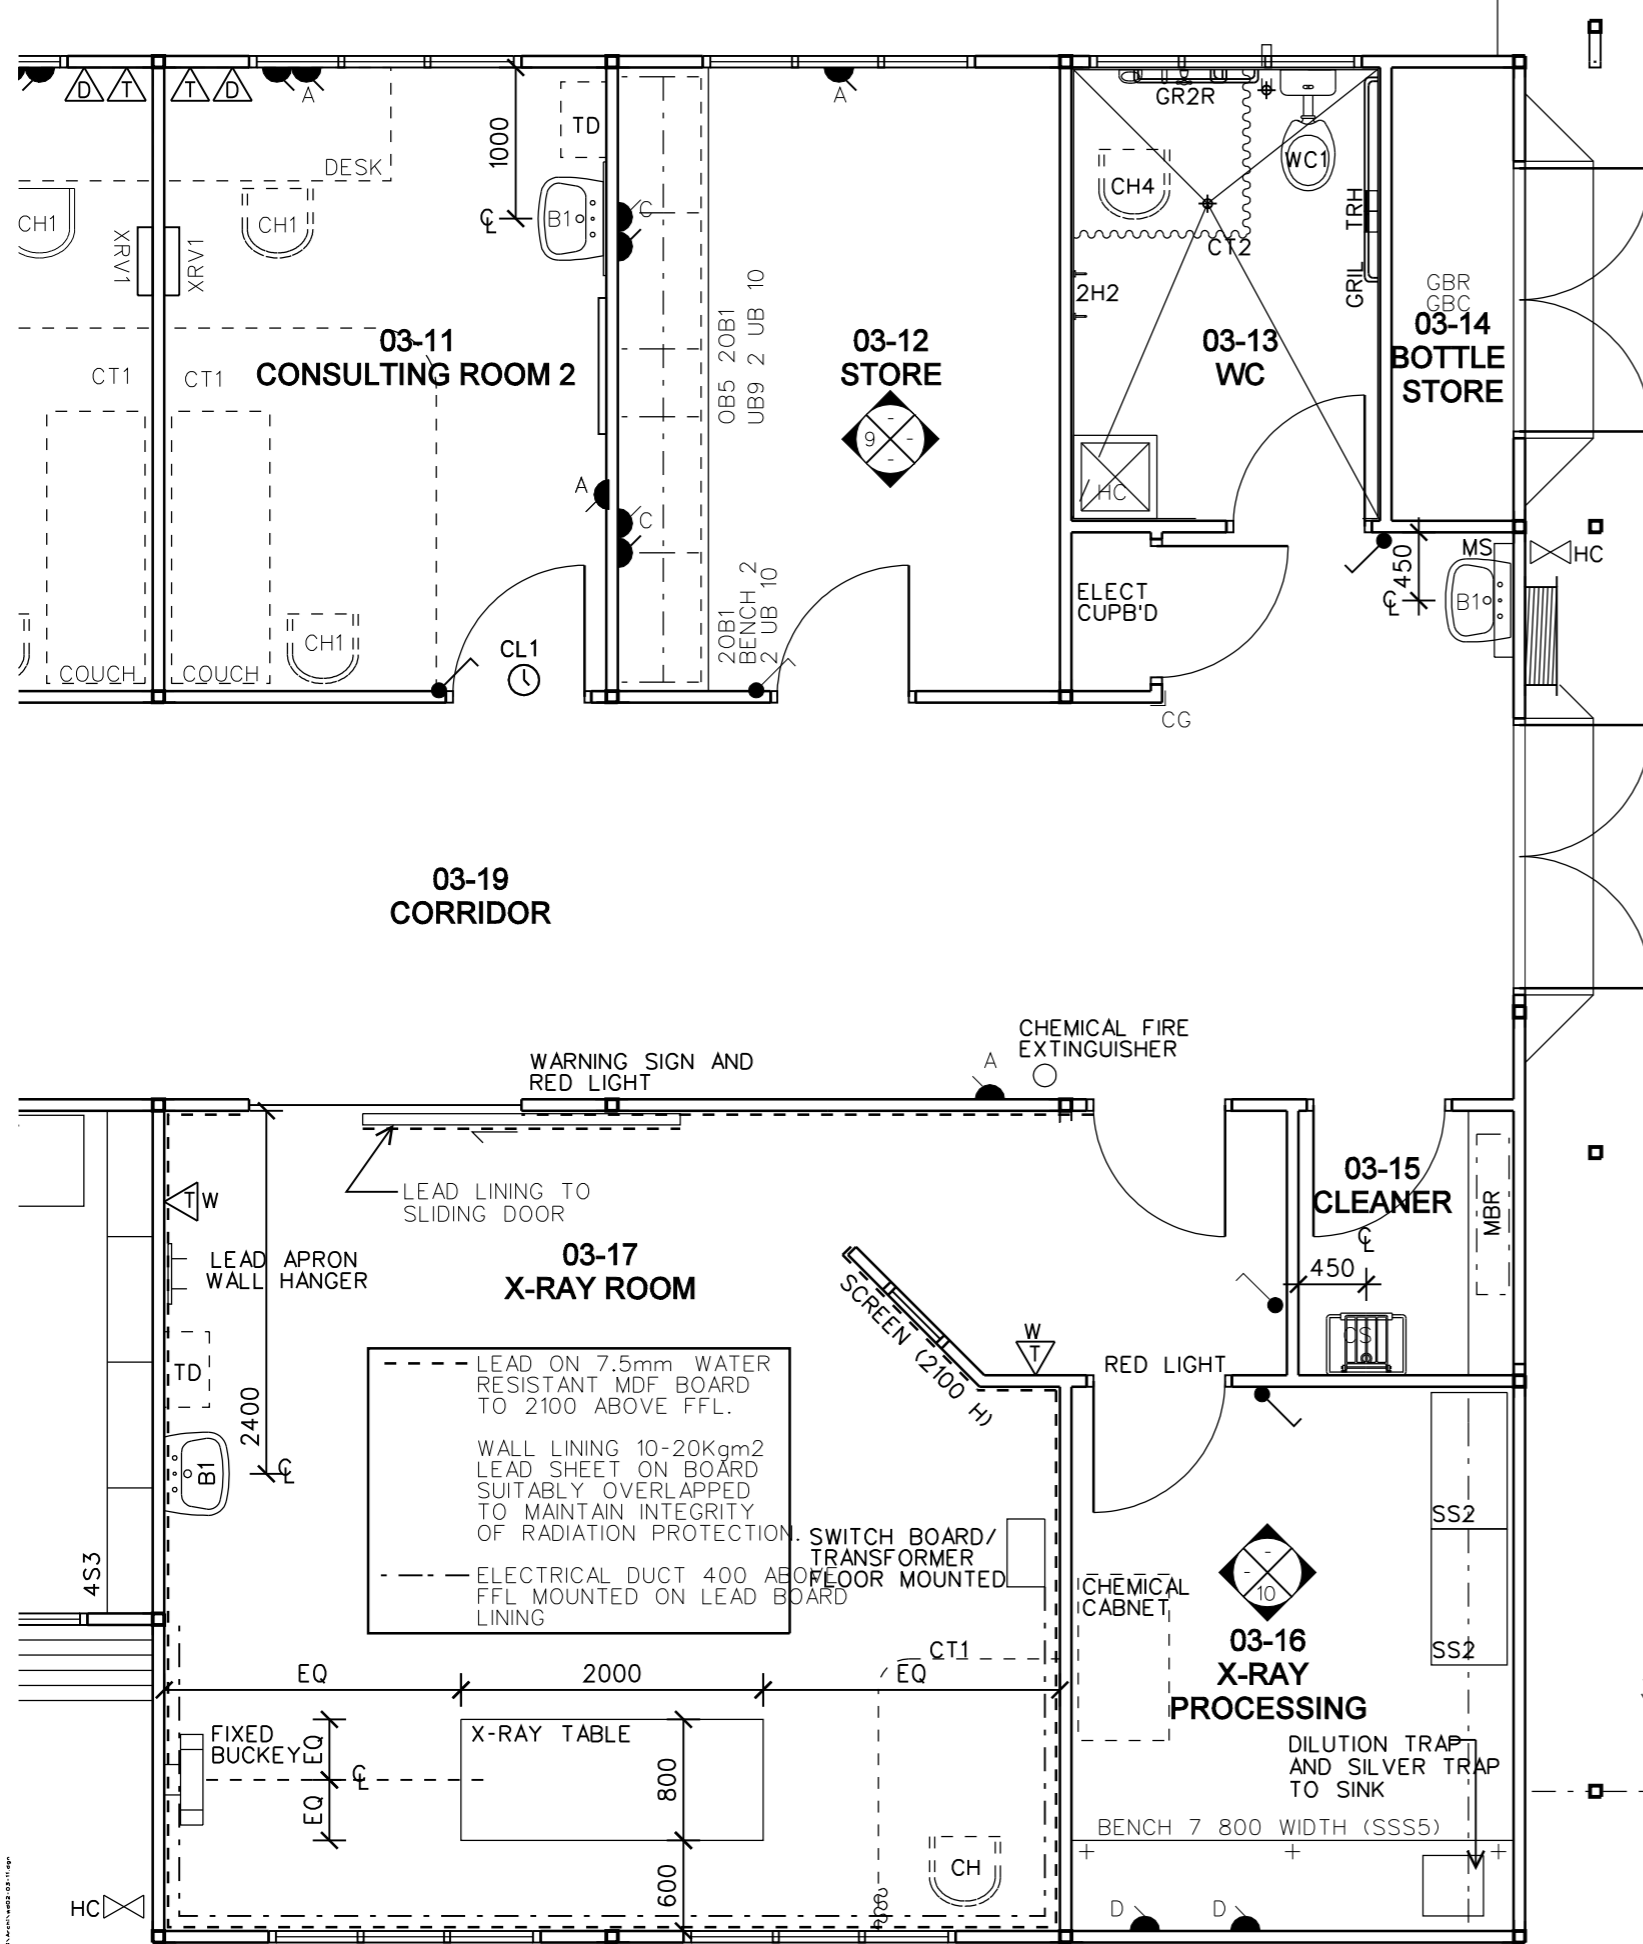 D T T D
A
DESK
1000
TD
C
L
B1
C
CH1
CH1
XRV1
XRV1
03-11
CONSULTING ROOM 2
CT1
CT1
A
COUCH
COUCH
CH1
CL1
A
C
OB5 20B1
UB9 2 UB 10
03-12
STORE
9
-
-
-
20B1
BENCH 2
2 UB 10
GR2R
CH4
WC1
CT2
TRH
GRIL
2H2
03-13
WC
HC
GBR
GBC
03-14
BOTTLE
STORE
ELECT
CUPB'D
CG
450
C
L
MS
B1
HC
03-19
CORRIDOR
WARNING SIGN AND
RED LIGHT
A
CHEMICAL FIRE
EXTINGUISHER
LEAD LINING TO
SLIDING DOOR
T W
LEAD APRON
WALL HANGER
03-17
X-RAY ROOM
SCREEN (2100 H)
W
T
RED LIGHT
03-15
CLEANER
C
L
450
CS
MBR
TD
2400
B1
C
L
4S3
LEAD ON 7.5mm WATER
RESISTANT MDF BOARD
TO 2100 ABOVE FFL.
WALL LINING 10-20Kgm2
LEAD SHEET ON BOARD
SUITABLY OVERLAPPED
TO MAINTAIN INTEGRITY
OF RADIATION PROTECTION.
ELECTRICAL DUCT 400 ABOVE
FFL MOUNTED ON LEAD BOARD
LINING
SWITCH BOARD/
TRANSFORMER
FLOOR MOUNTED
CHEMICAL
CABNET
SS2
SS2
-
-
10
03-16
X-RAY
PROCESSING
EQ
2000
EQ
CT1
FIXED
BUCKEY
EQ
EQ
C
L
X-RAY TABLE
800
600
CH
DILUTION TRAP
AND SILVER TRAP
TO SINK
BENCH 7 800 WIDTH (SSS5)
D
D
HC